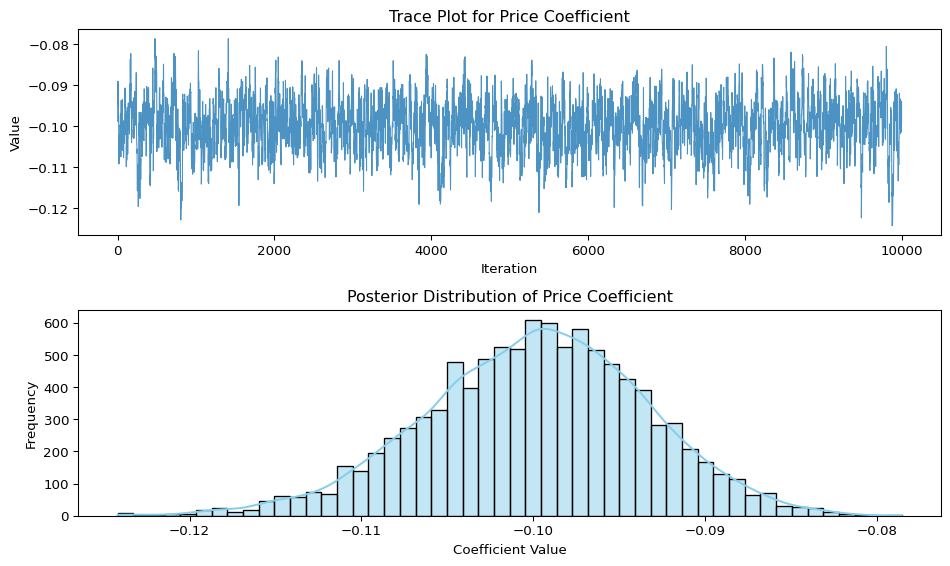 Trace Plot for Price Coefficient
−0.08
−0.09
−0.10
−0.11
−0.12
Value
0 2000 4000 6000 8000 10000
Iteration
Posterior Distribution of Price Coefficient
600
500
400
300
200
100
0
Frequency
−0.12 −0.11 −0.10 −0.09 −0.08
Coefficient Value